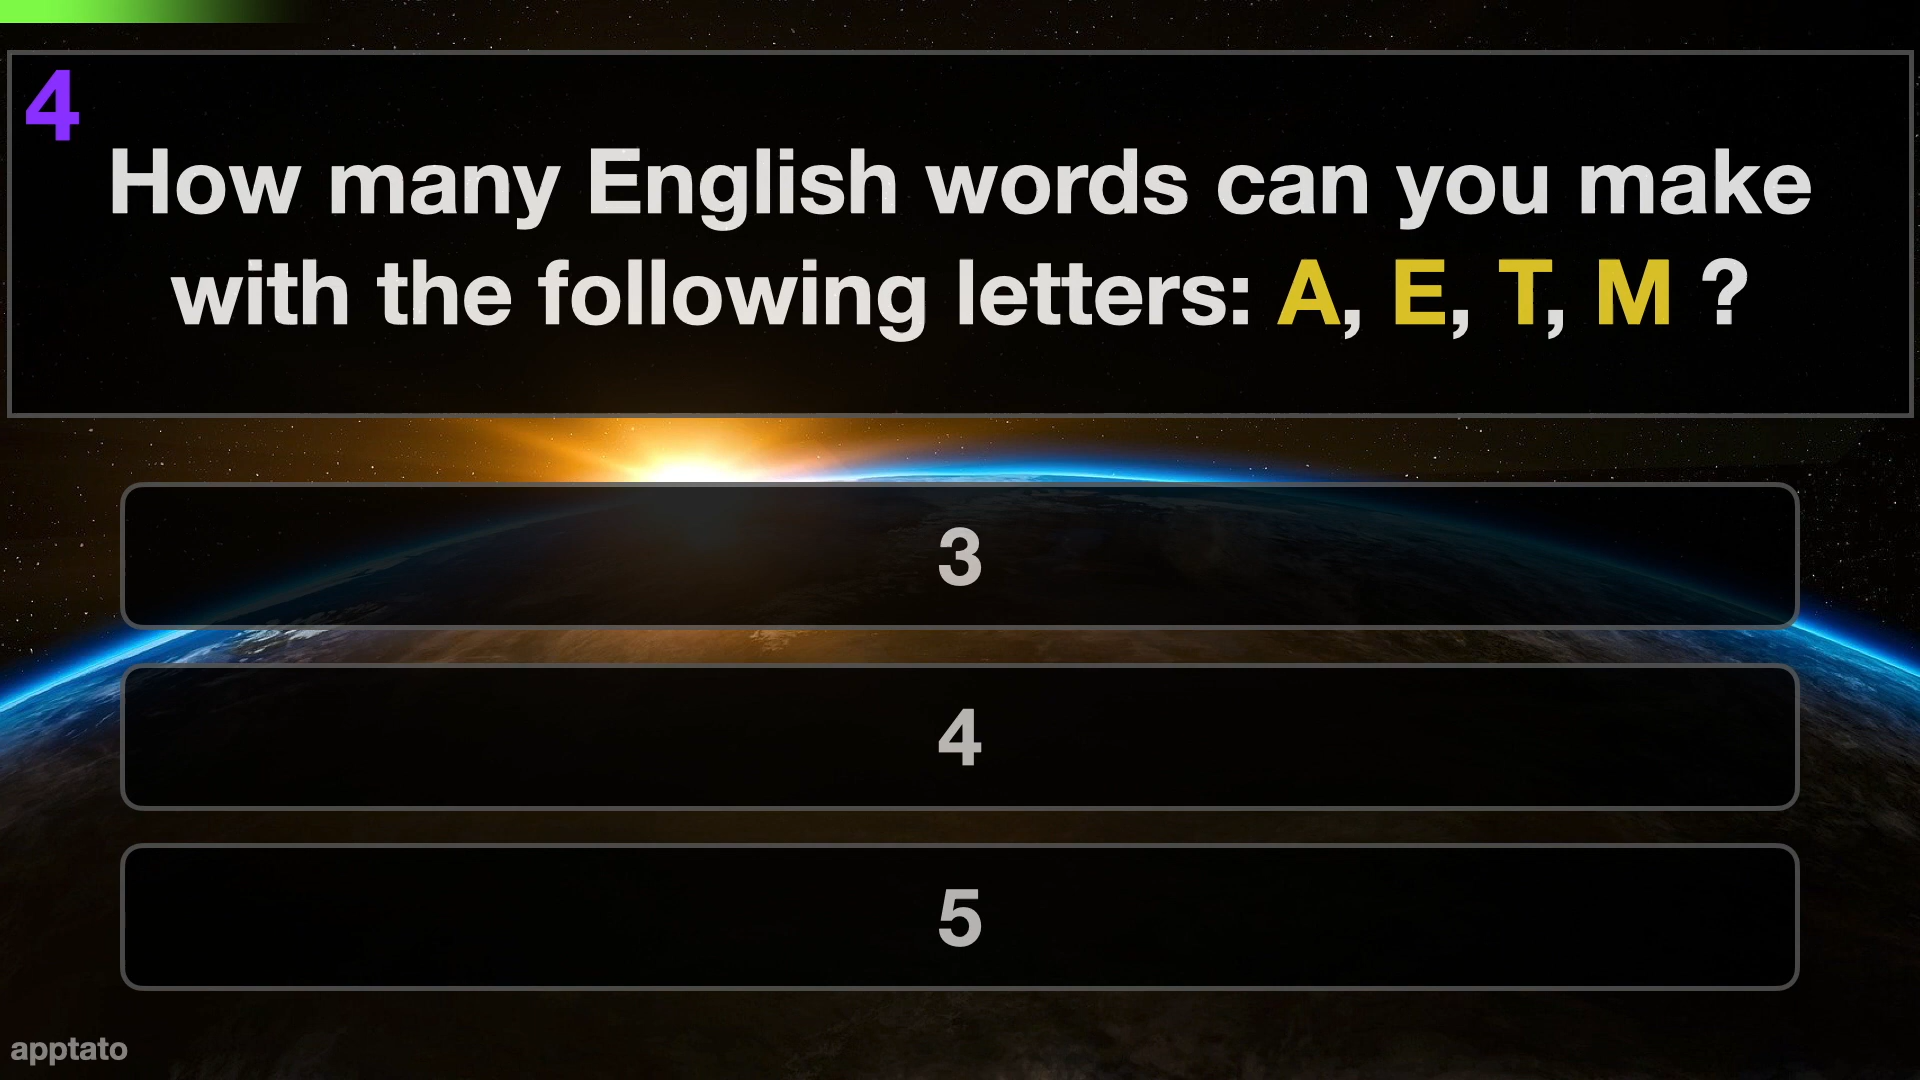 4
How many English words can you make
with the following letters: A, E, T, M ?
3
4
5
apptato